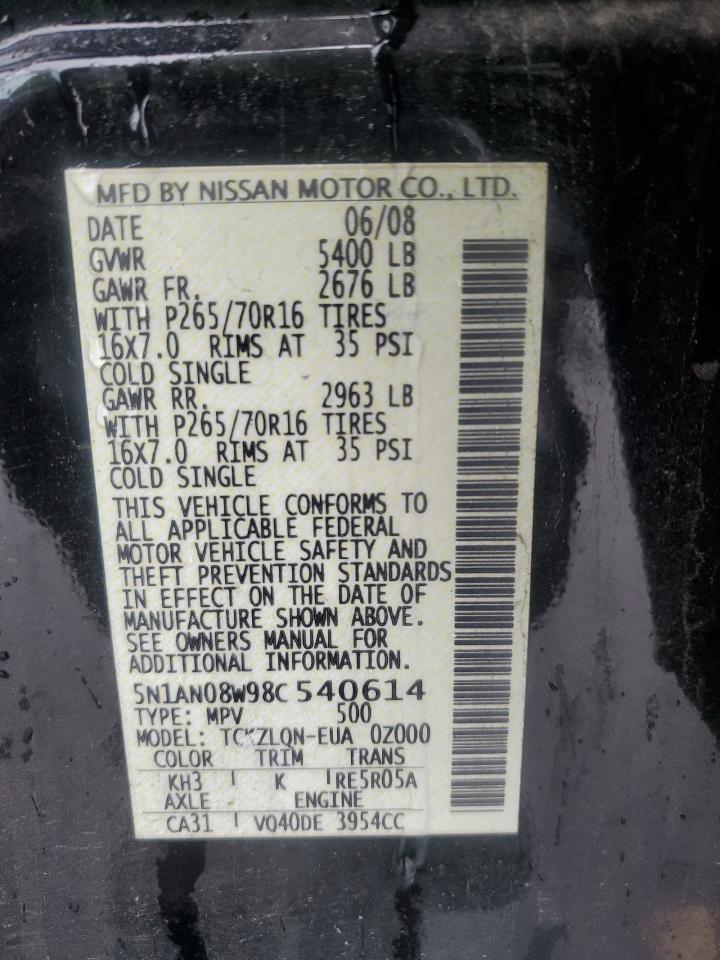 MFD BY NISSAN MOTOR CO., LTD.
DATE 06/08
GVWR 5400 LB
GAWR FR. 2676 LB
WITH P265/70R16 TIRES
16X7.0 RIMS AT 35 PSI
COLD SINGLE
GAWR RR. 2963 LB
WITH P265/70R16 TIRES
16X7.0 RIMS AT 35 PSI
COLD SINGLE
THIS VEHICLE CONFORMS TO
ALL APPLICABLE FEDERAL
MOTOR VEHICLE SAFETY AND
THEFT PREVENTION STANDARDS
IN EFFECT ON THE DATE OF
MANUFACTURE SHOWN ABOVE.
SEE OWNERS MANUAL FOR
ADDITIONAL INFORMATION.
5N1AN08W98C540614
TYPE: MPV 500
MODEL: TCKZLQN-EUA 0Z000
COLOR TRIM TRANS
KH3 K RE5R05A
AXLE ENGINE
CA31 VQ40DE 3954CC